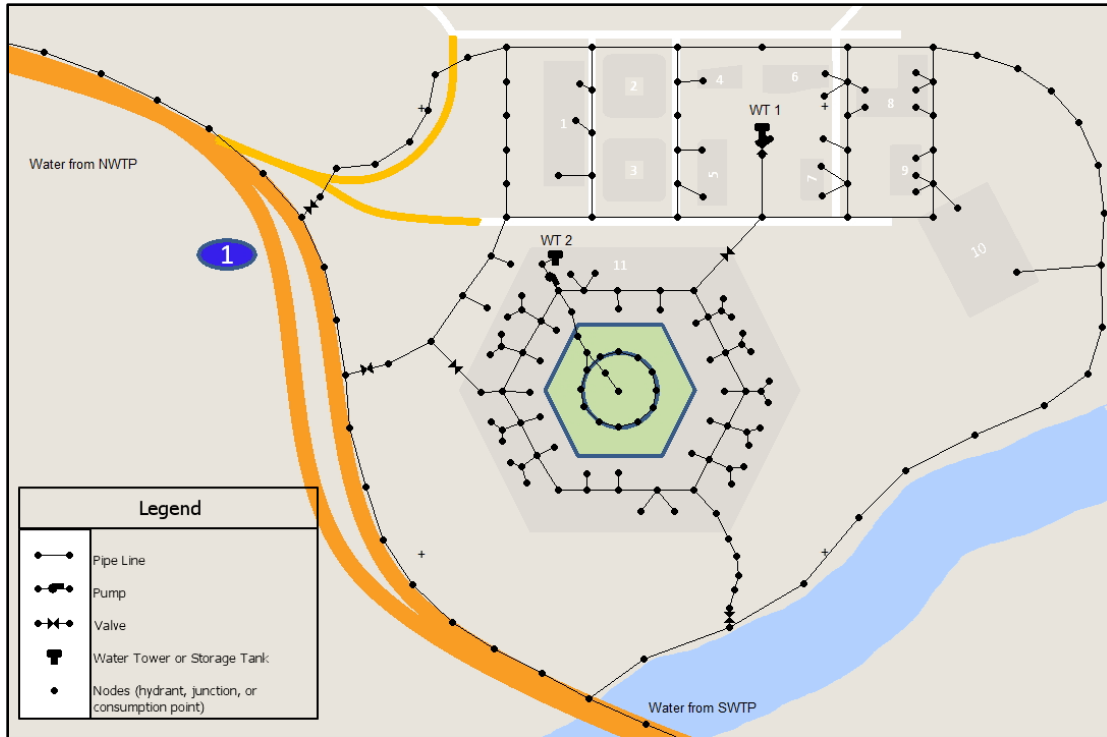 1
2
3
4
5
6
7
8
9
10
WT 1
Water from NWTP
1
WT 2
11
Legend
Pipe Line
Pump
Valve
Water Tower or Storage Tank
Nodes (hydrant, junction, or
consumption point)
Water from SWTP